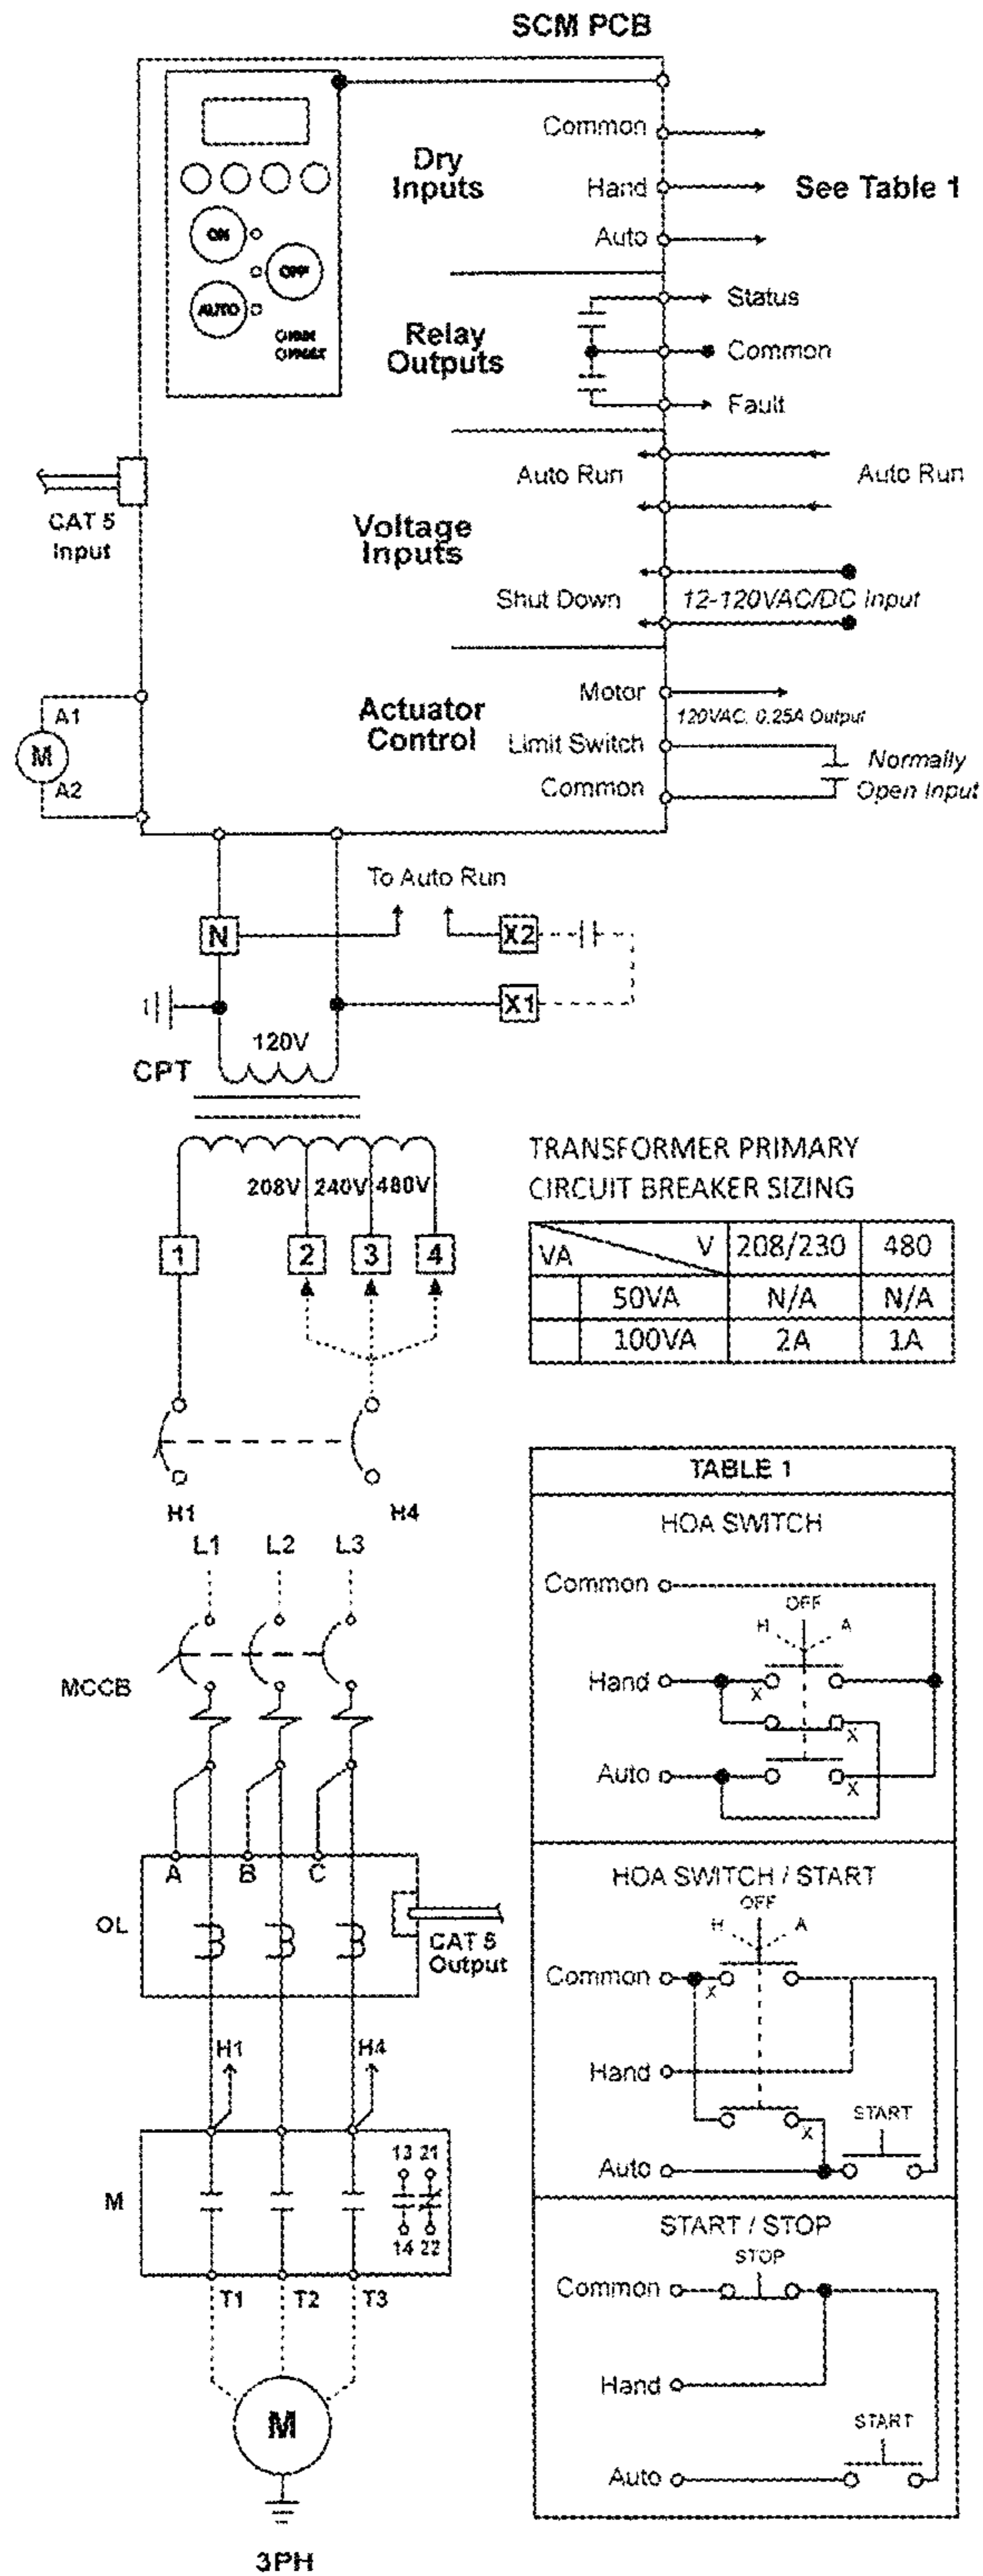 SCM PCB
ON
OFF
AUTO
Dry
Inputs
Common
Hand
Auto
See Table 1
Relay
Outputs
Status
Common
Fault
CAT 5
Input
Voltage
Inputs
Auto Run
Auto Run
Shut Down
12-120VAC/DC Input
Actuator
Control
Motor
120VAC, 0.25A Output
Limit Switch
Common
Normally
Open Input
A1
M
A2
To Auto Run
N
X2
X1
120V
CPT
208V 240V 480V
1 2 3 4
H1 H4
TRANSFORMER PRIMARY
CIRCUIT BREAKER SIZING
VA V 208/230 480
50VA N/A N/A
100VA 2A 1A
L1 L2 L3
MCCB
A B C
OL
CAT 5
Output
H1 H4
M
13 21
14 22
T1 T2 T3
M
3PH
TABLE 1
HOA SWITCH
Common
OFF
H A
Hand
X
X
Auto
X
HOA SWITCH / START
OFF
H A
Common
X
Hand
X
START
Auto
START / STOP
STOP
Common
Hand
START
Auto